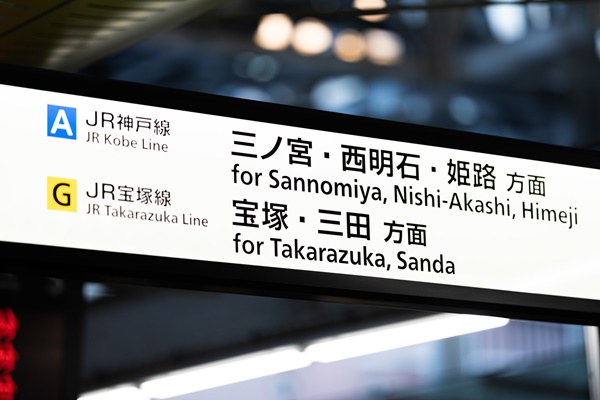 A JR神戸線
JR Kobe Line
三ノ宮・西明石・姫路 方面
for Sannomiya, Nishi-Akashi, Himeji
G JR宝塚線
JR Takarazuka Line
宝塚・三田 方面
for Takarazuka, Sanda